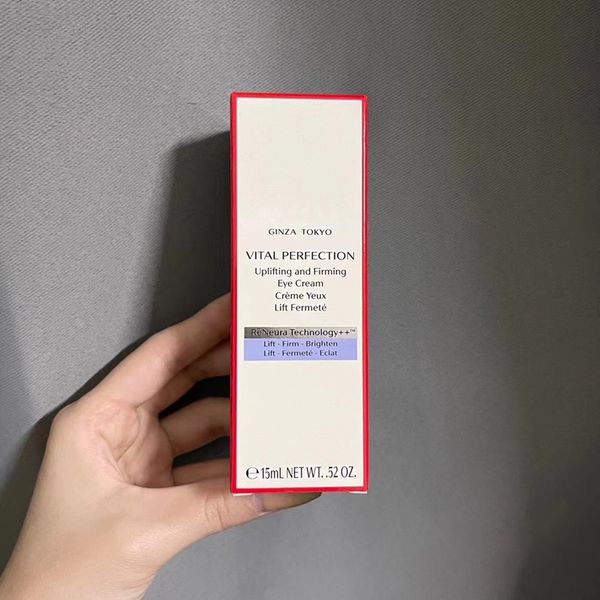 GINZA TOKYO
VITAL PERFECTION
Uplifting and Firming
Eye Cream
Crème Yeux
Lift Fermeté
ReNeura Technology++™
Lift - Firm - Brighten
Lift - Fermeté - Eclat
℮15mL NET WT. .52 OZ.